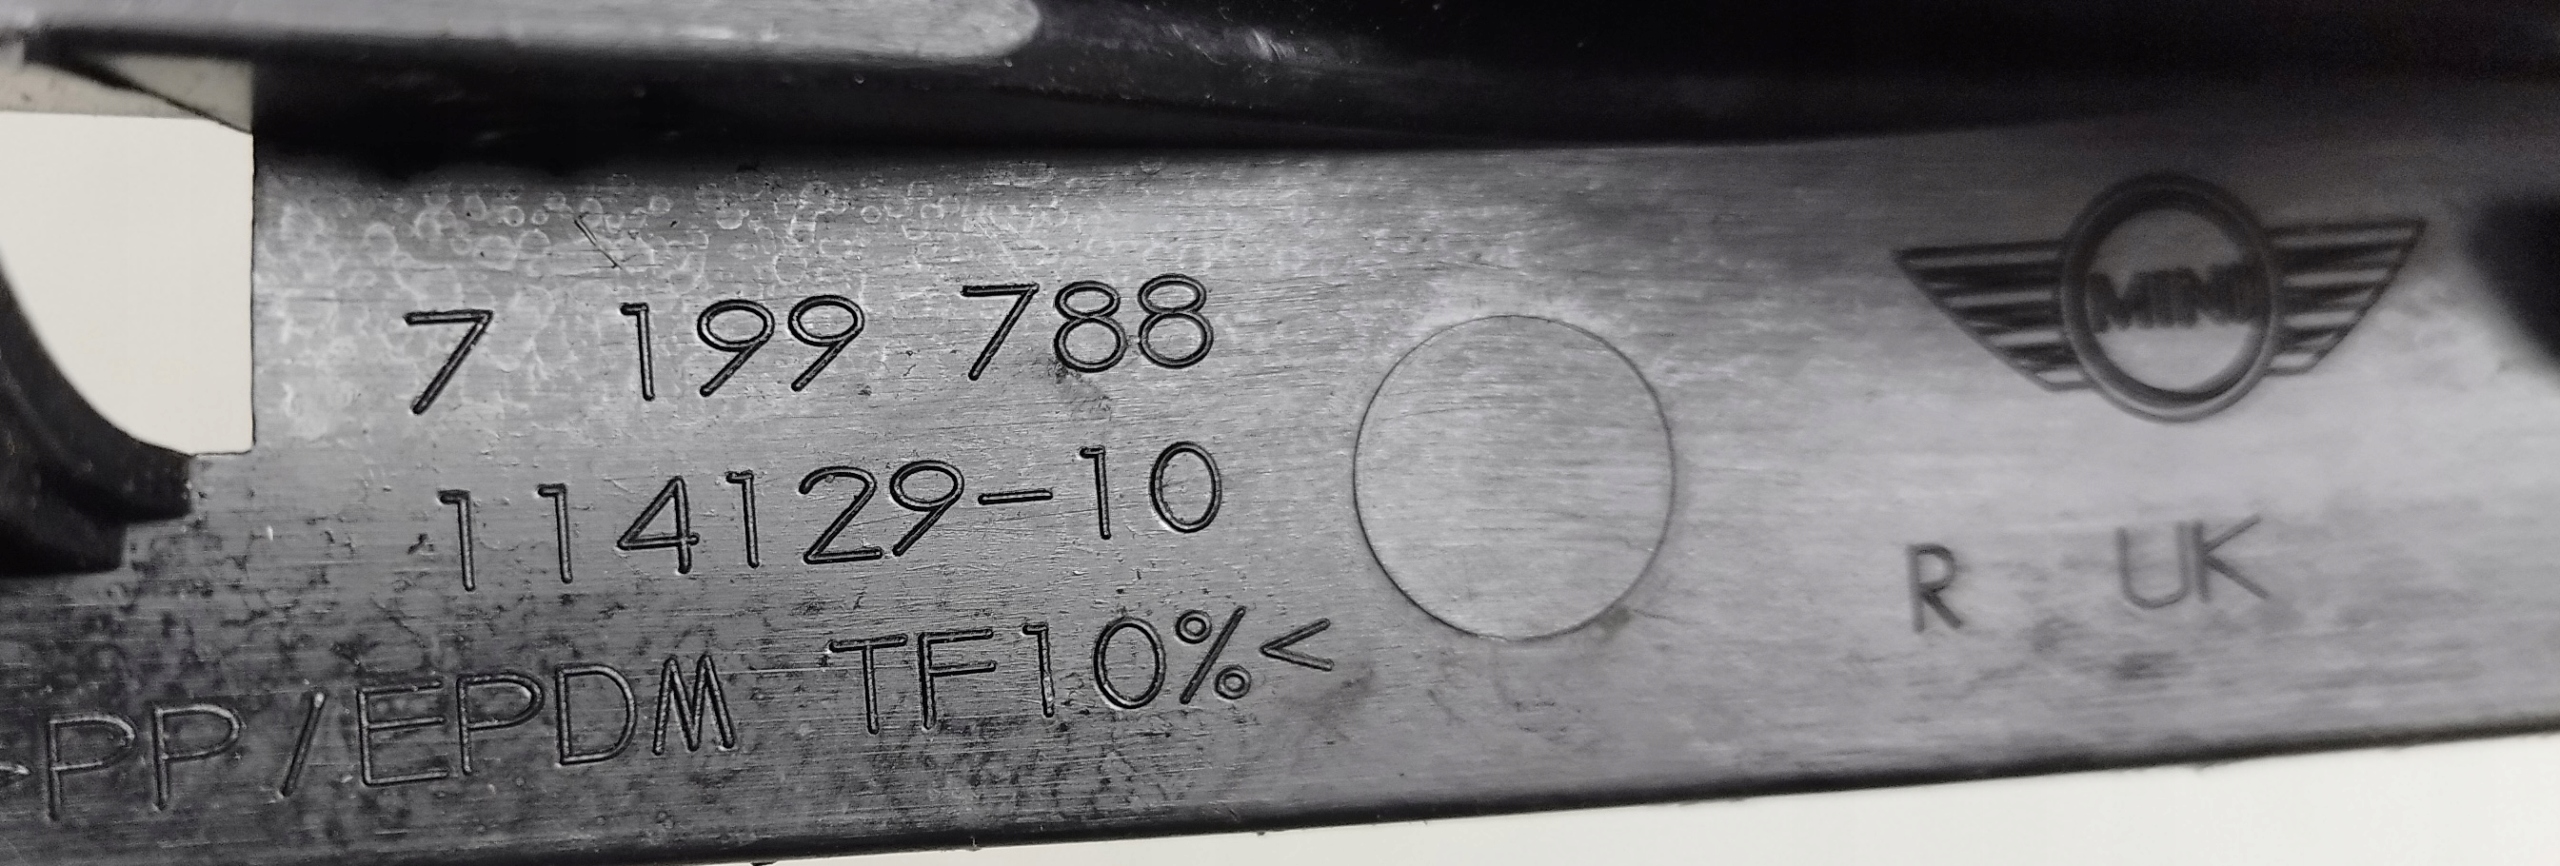 7 199 788
114129-10
>PP/EPDM TF10%<
MINI
R UK